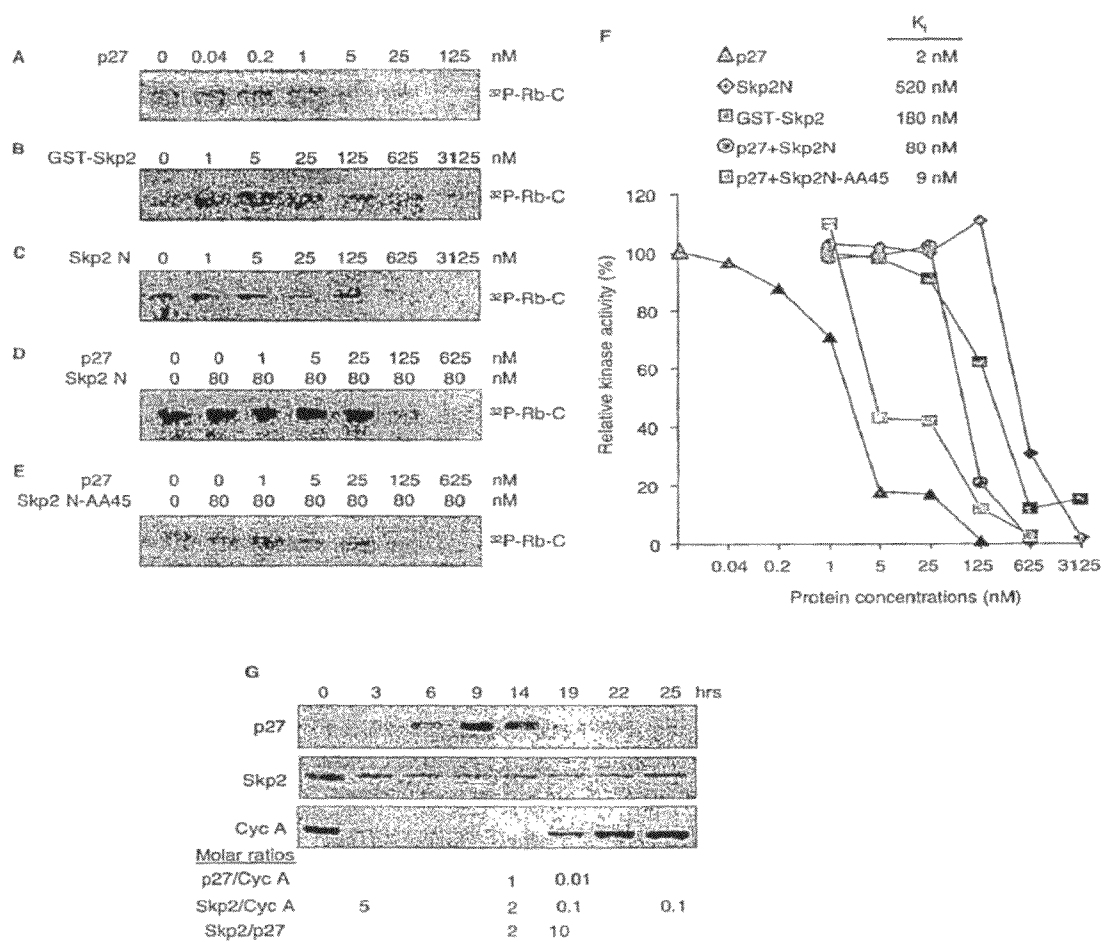 A
p27 0 0.04 0.2 1 5 25 125 nM
³²P-Rb-C
B
GST-Skp2 0 1 5 25 125 625 3125 nM
³²P-Rb-C
C
Skp2 N 0 1 5 25 125 625 3125 nM
³²P-Rb-C
D
p27 0 0 1 5 25 125 625 nM
Skp2 N 0 80 80 80 80 80 80 nM
³²P-Rb-C
E
p27 0 0 1 5 25 125 625 nM
Skp2 N-AA45 0 80 80 80 80 80 80 nM
³²P-Rb-C
F
Kᵢ
p27 2 nM
Skp2N 520 nM
GST-Skp2 180 nM
p27+Skp2N 80 nM
p27+Skp2N-AA45 9 nM
Relative kinase activity (%)
120
100
80
60
40
20
0
0.04 0.2 1 5 25 125 625 3125
Protein concentrations (nM)
G
0 3 6 9 14 19 22 25 hrs
p27
Skp2
Cyc A
Molar ratios
p27/Cyc A 1 0.01
Skp2/Cyc A 5 2 0.1 0.1
Skp2/p27 2 10